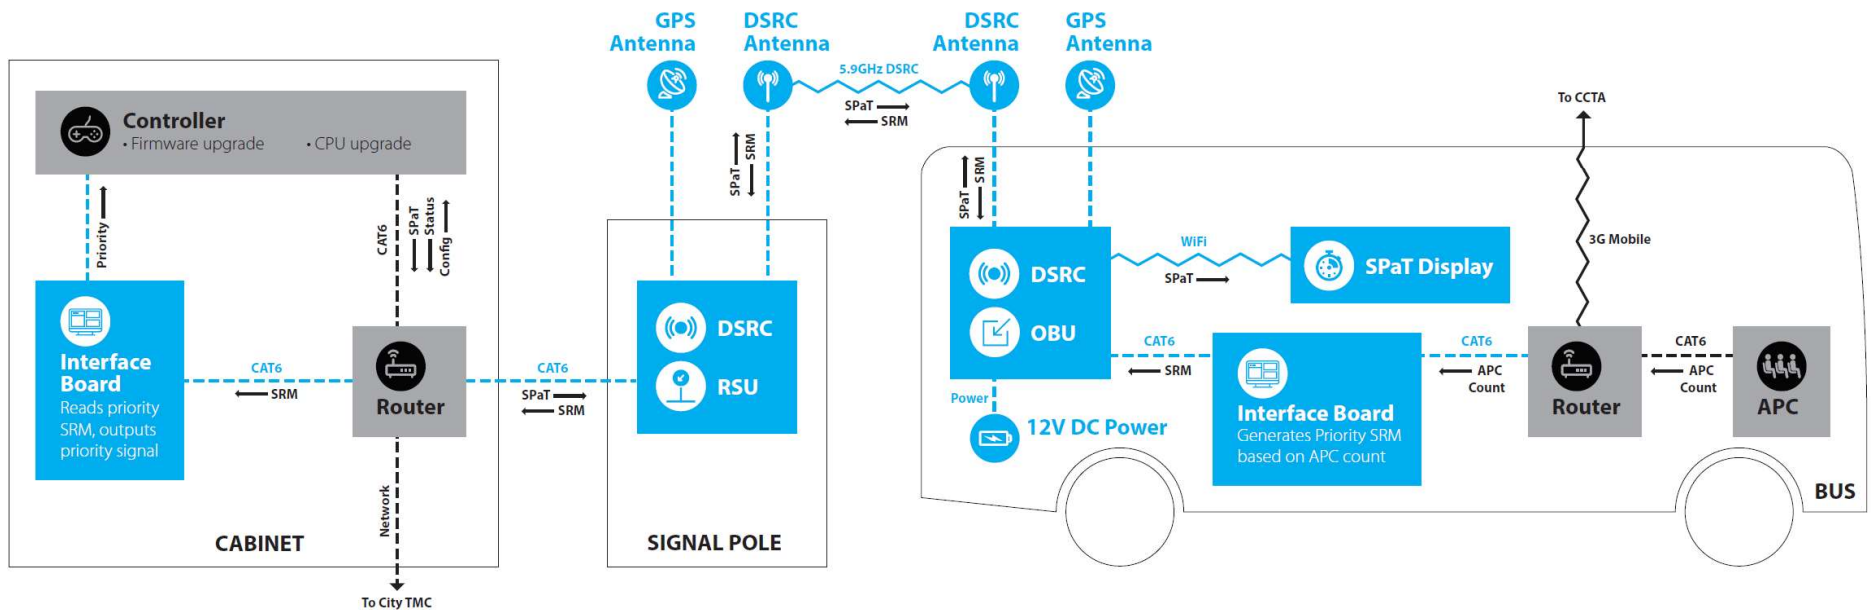 GPS
Antenna
DSRC
Antenna
DSRC
Antenna
GPS
Antenna
5.9GHz DSRC
SPaT
SRM
Controller
• Firmware upgrade
• CPU upgrade
Priority
CAT6
SPaT
Status
Config
Interface
Board
Reads priority
SRM, outputs
priority signal
CAT6
SRM
Router
Network
To City TMC
CABINET
CAT6
SPaT
SRM
SPaT
SRM
DSRC
RSU
SIGNAL POLE
SPaT
SRM
DSRC
OBU
Power
12V DC Power
WiFi
SPaT
SPaT Display
CAT6
SRM
Interface Board
Generates Priority SRM
based on APC count
CAT6
APC
Count
To CCTA
3G Mobile
Router
CAT6
APC
Count
APC
BUS